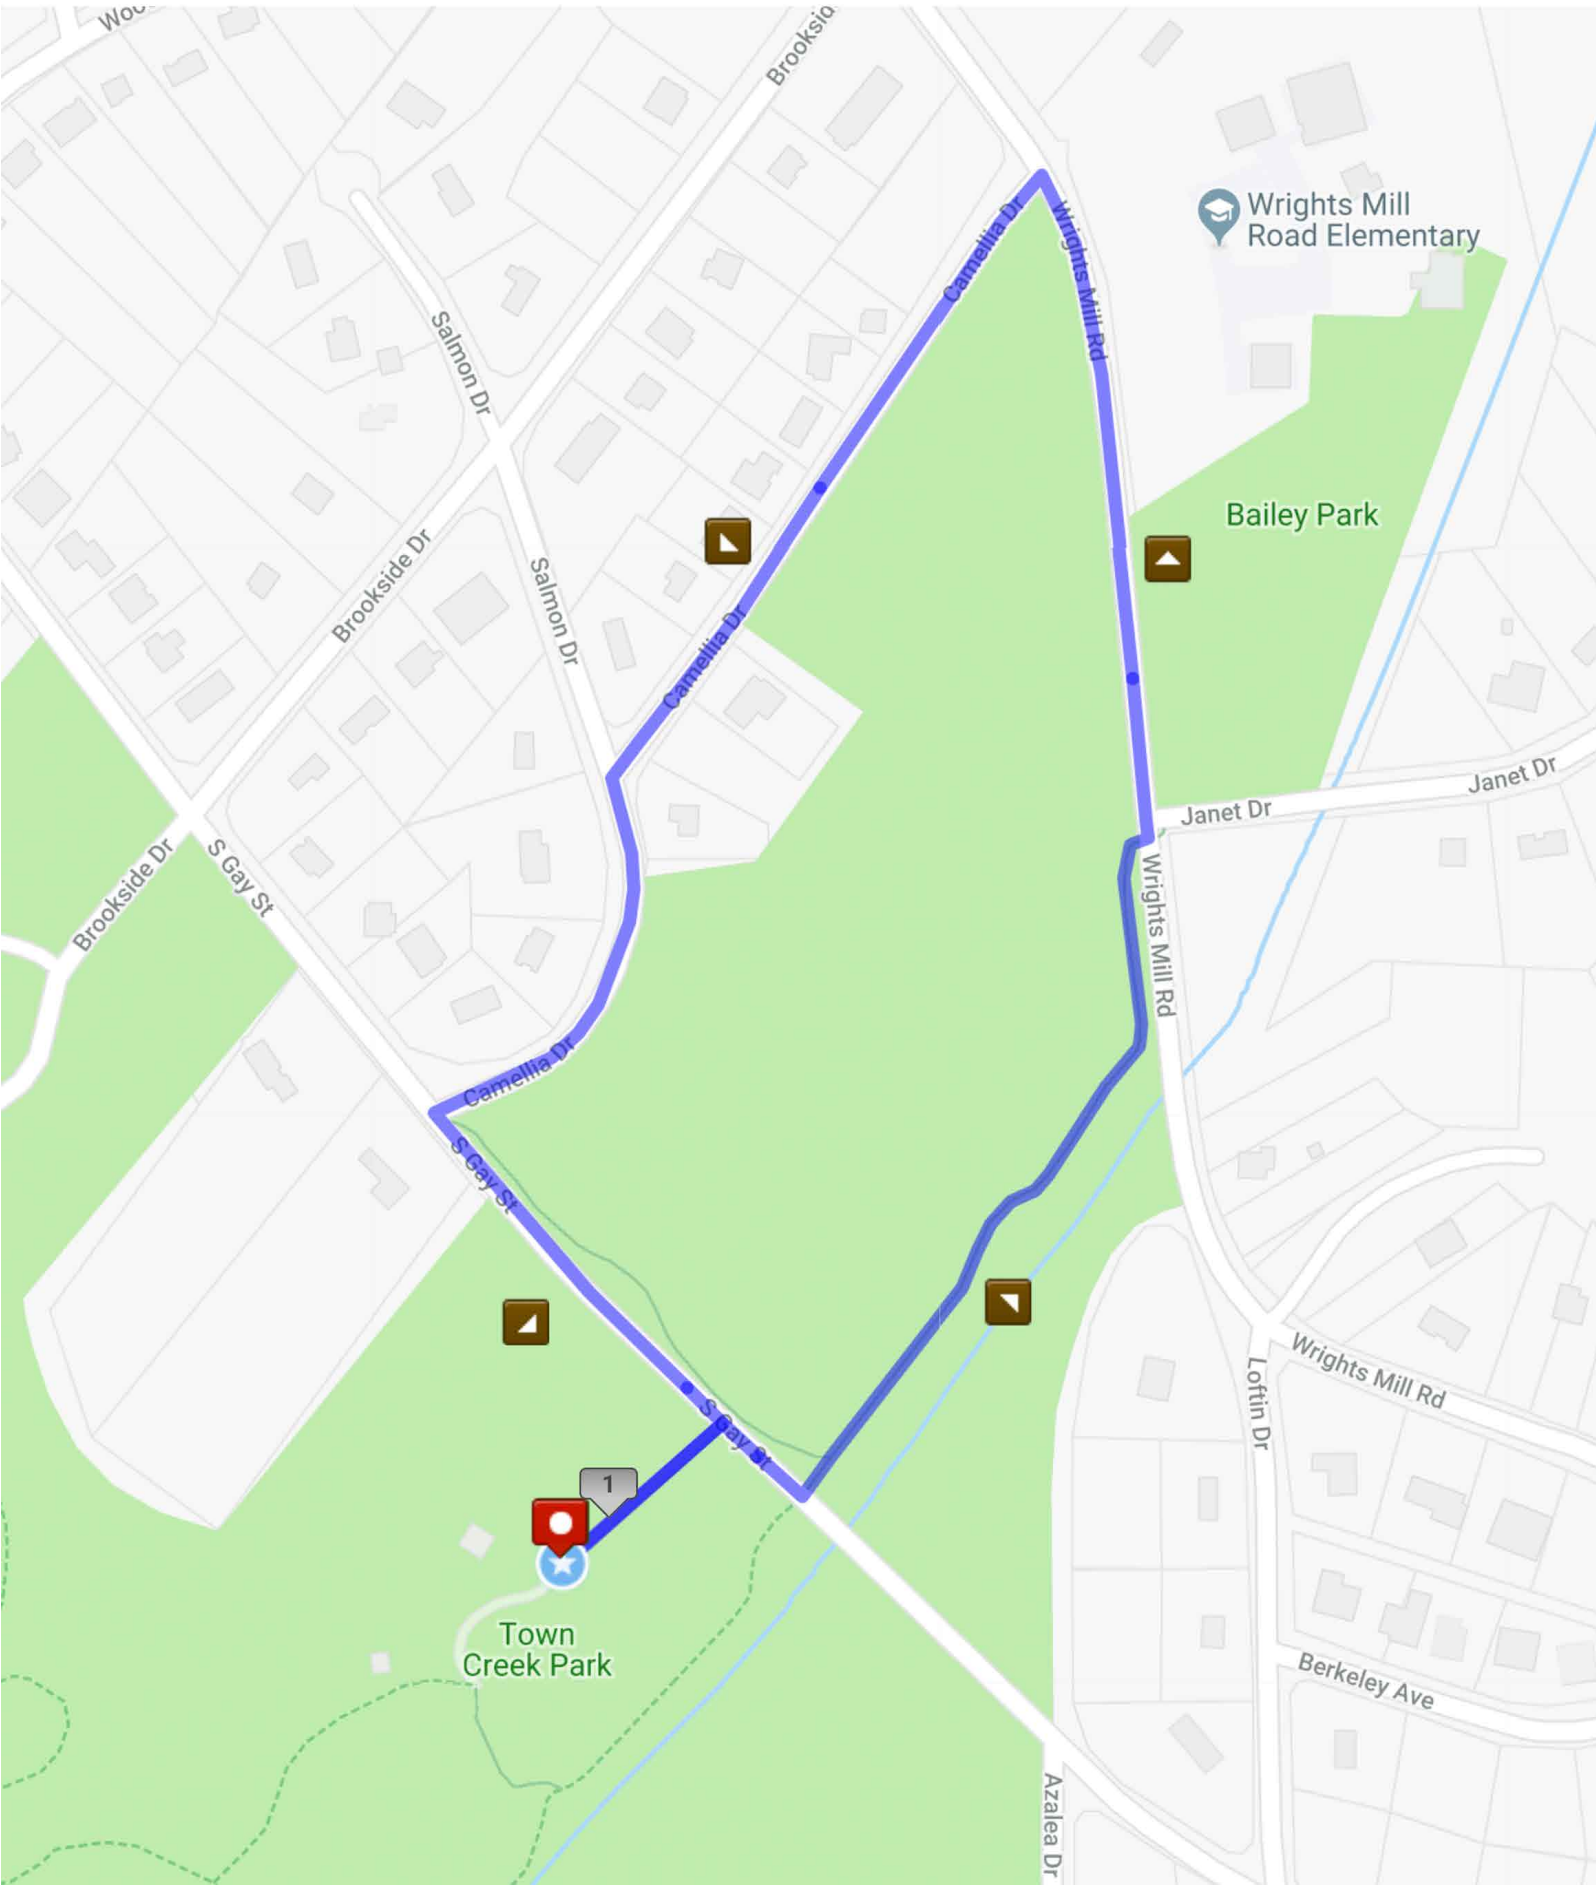 Brookside Dr
Camellia Dr
Wrights Mill Rd
Wrights Mill
Road Elementary
Salmon Dr
Bailey Park
Brookside Dr
Salmon Dr
Camellia Dr
Janet Dr
Janet Dr
Brookside Dr
S Gay St
Wrights Mill Rd
Camellia Dr
S Gay St
Wrights Mill Rd
Loftin Dr
S Gay St
1
Town
Creek Park
Berkeley Ave
Azalea Dr